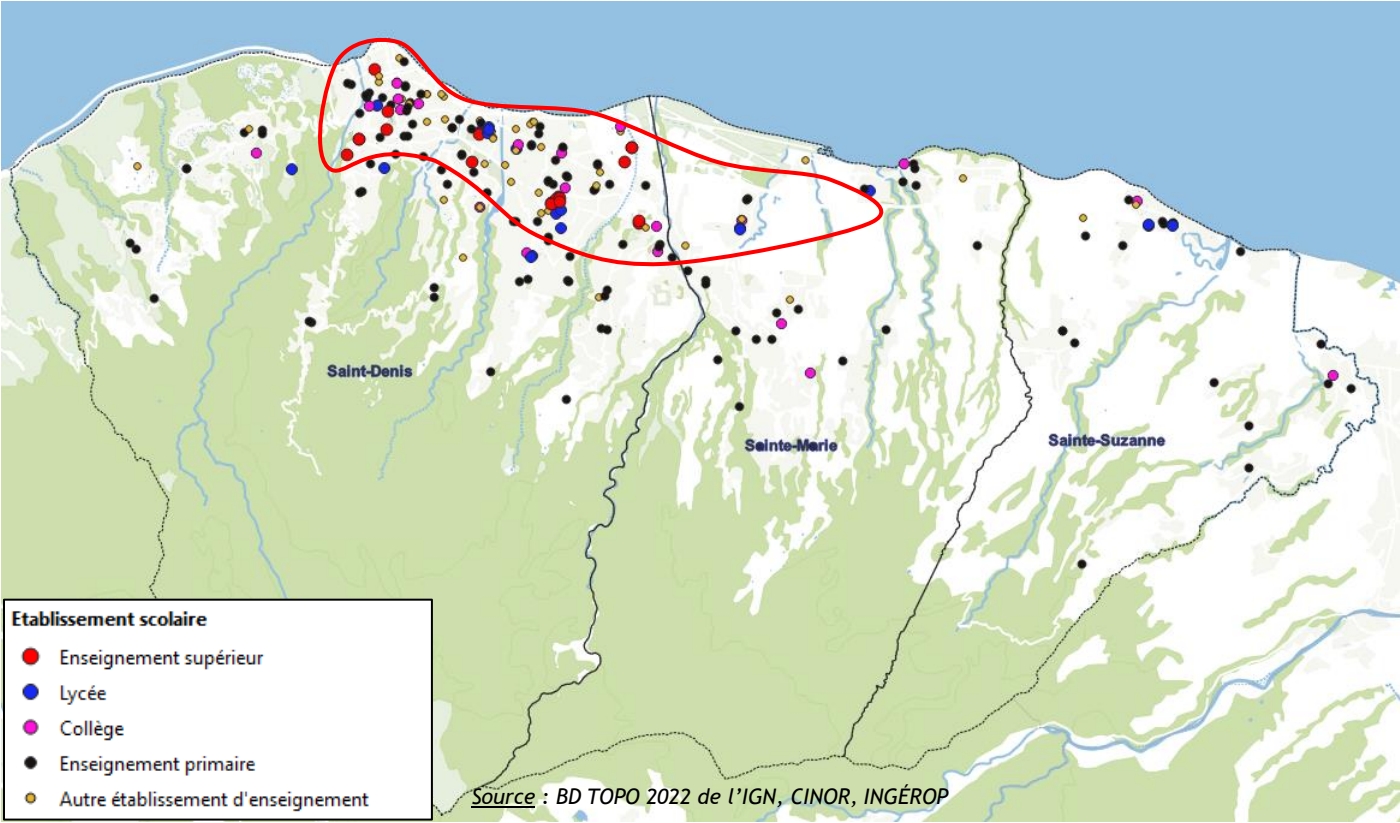 Saint-Denis
Sainte-Marie
Sainte-Suzanne
Etablissement scolaire
Enseignement supérieur
Lycée
Collège
Enseignement primaire
Autre établissement d'enseignement
Source : BD TOPO 2022 de l’IGN, CINOR, INGÉROP